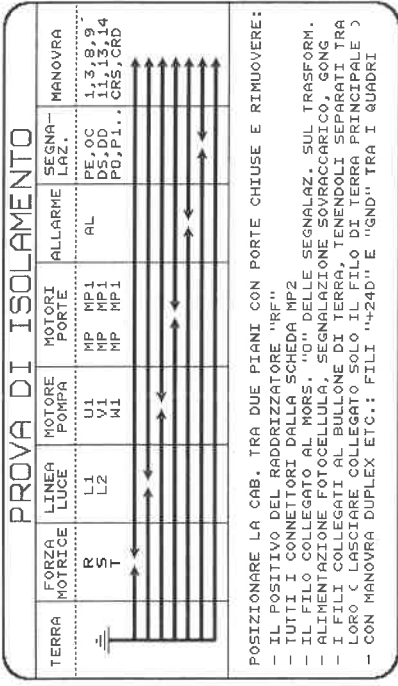 PROVA DI ISOLAMENTO
TERRA FORZA MOTRICE LINEA LUCE MOTORE POMPA MOTORI PORTE ALLARME SEGNA- LAZ. MANOVRA
R L1 U1 MP MP1 AL PE,OC 1,3,8,9'
S L2 V1 MP MP1 DS,DD 11,13,14
T W1 MP MP1 PO,P1.. CRS,CRD
POSIZIONARE LA CAB. TRA DUE PIANI CON PORTE CHIUSE E RIMUOVERE:
- IL POSITIVO DEL RADDRIZZATORE "RF"
- TUTTI I CONNETTORI DALLA SCHEDA MP2
- IL FILO COLLEGATO AL MORS. "0" DELLE SEGNALAZ. SUL TRASFORM.
- ALIMENTAZIONE FOTOCELLULA, SEGNALAZIONE SOVRACCARICO, GONG
- I FILI COLLEGATI AL BULLONE DI TERRA, TENENDOLI SEPARATI TRA
LORO ( LASCIARE COLLEGATO SOLO IL FILO DI TERRA PRINCIPALE )
- CON MANOVRA DUPLEX ETC.: FILI "+24D" E "GND" TRA I QUADRI